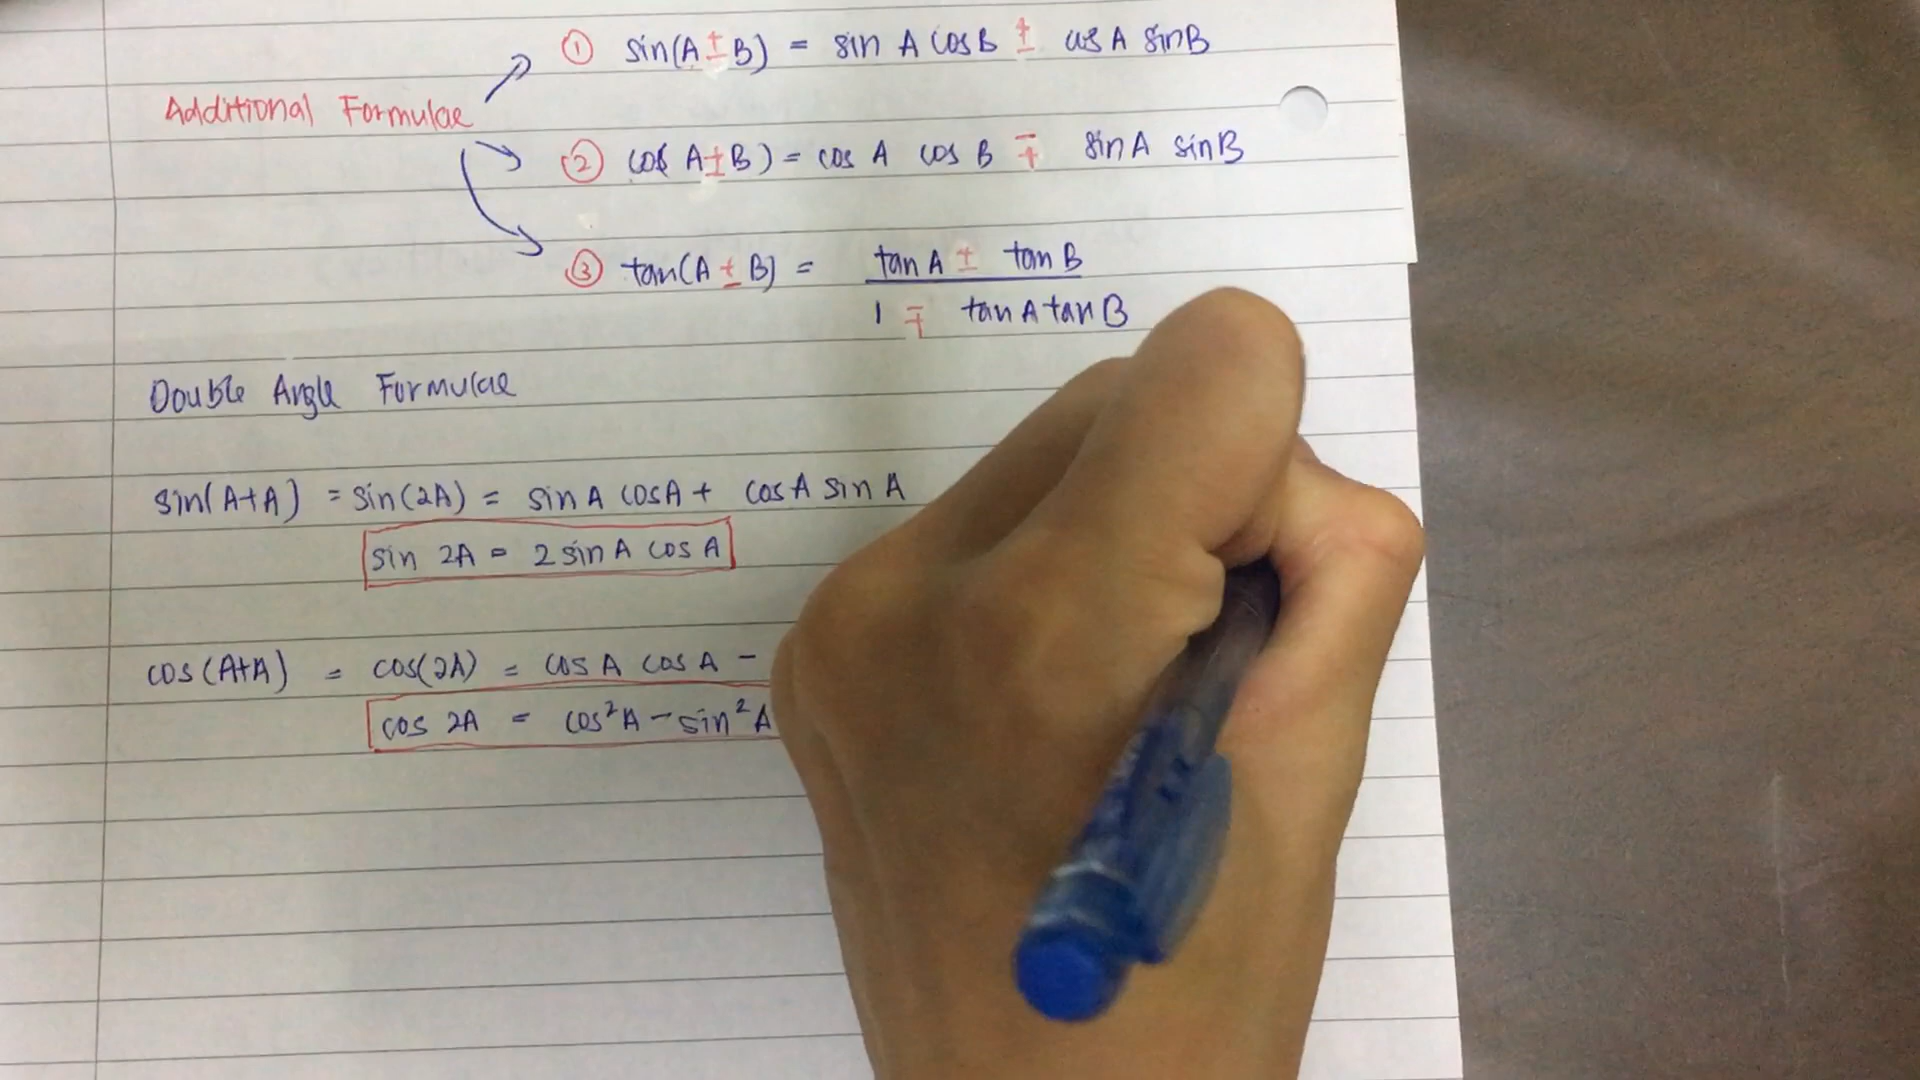 ① sin(A ± B) = sin A cos B ± cos A sin B
Additional Formulae
② cos( A ± B ) = cos A cos B ∓ sin A sin B
③ tan(A ± B) = tan A ± tan B
1 ∓ tan A tan B
Double Angle Formulae
sin( A+A ) = sin(2A) = sin A cos A + cos A sin A
sin 2A = 2 sin A cos A
cos (A+A) = cos(2A) = cos A cos A −
cos 2A = cos²A − sin²A